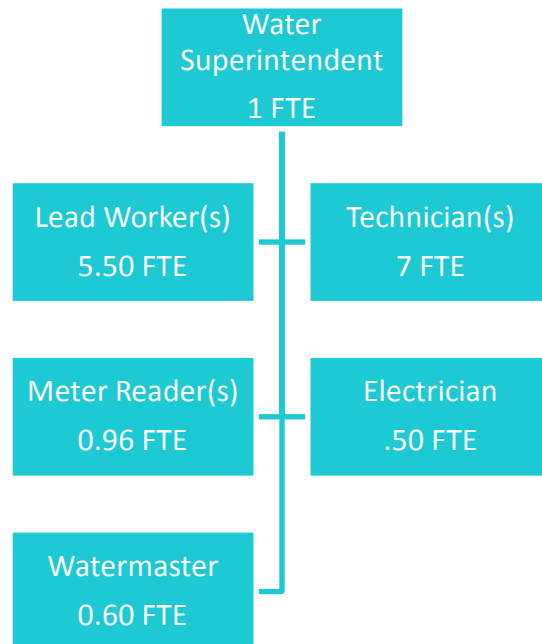 Water
Superintendent
1 FTE
Lead Worker(s)
5.50 FTE
Technician(s)
7 FTE
Meter Reader(s)
0.96 FTE
Electrician
.50 FTE
Watermaster
0.60 FTE